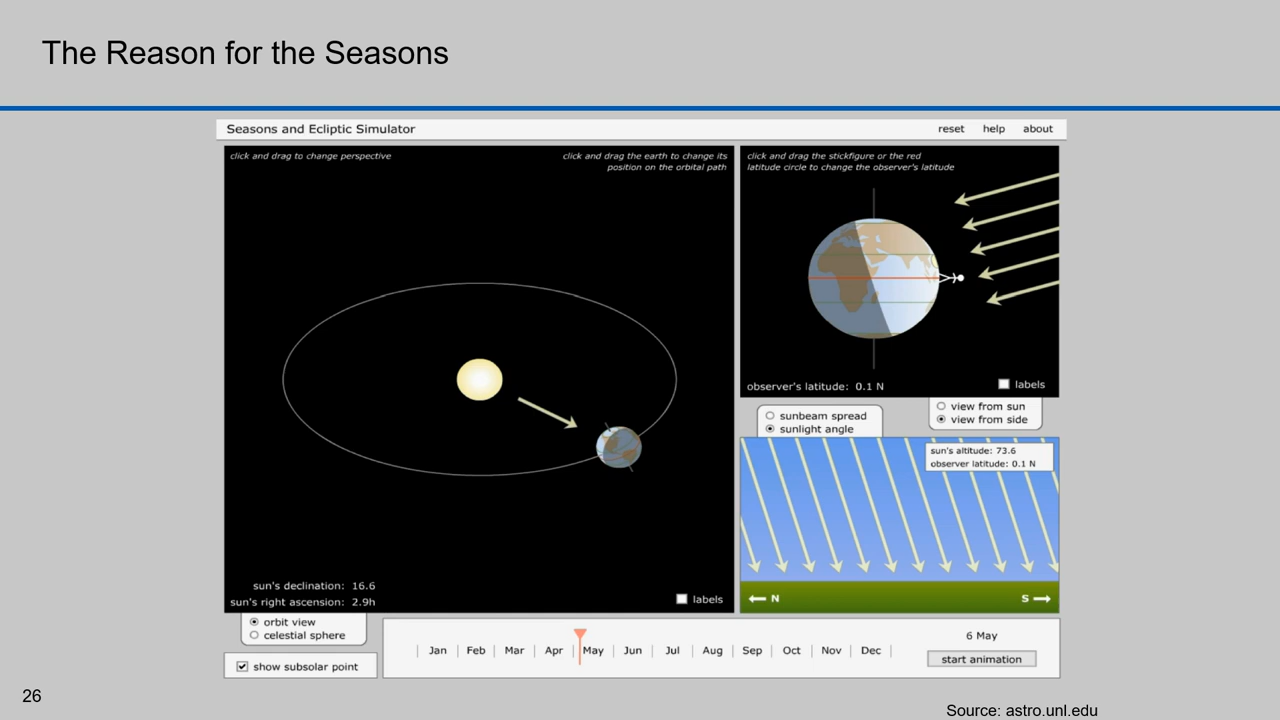 The Reason for the Seasons
Seasons and Ecliptic Simulator
reset help about
click and drag to change perspective
click and drag the earth to change its
position on the orbital path
click and drag the stickfigure or the red
latitude circle to change the observer's latitude
observer's latitude: 0.1 N
labels
sunbeam spread
sunlight angle
view from sun
view from side
sun's altitude: 73.6
observer latitude: 0.1 N
N
S
sun's declination: 16.6
sun's right ascension: 2.9h
labels
orbit view
celestial sphere
show subsolar point
Jan Feb Mar Apr May Jun Jul Aug Sep Oct Nov Dec
6 May
start animation
26
Source: astro.unl.edu